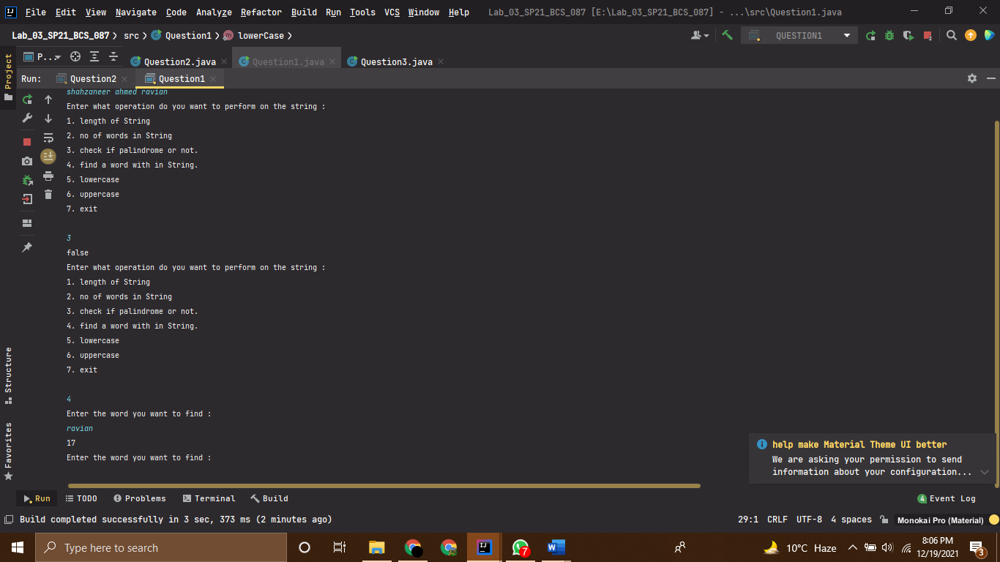 File Edit View Navigate Code Analyze Refactor Build Run Tools VCS Window Help Lab_03_SP21_BCS_087 [E:\Lab_03_SP21_BCS_087] - ...\src\Question1.java
Lab_03_SP21_BCS_087 src Question1 lowerCase QUESTION1
P... Question2.java Question1.java Question3.java
Project
Run: Question2 Question1
shahzaneer ahmed ravian
Enter what operation do you want to perform on the string :
1. length of String
2. no of words in String
3. check if palindrome or not.
4. find a word with in String.
5. lowercase
6. uppercase
7. exit
3
false
Enter what operation do you want to perform on the string :
1. length of String
2. no of words in String
3. check if palindrome or not.
4. find a word with in String.
5. lowercase
6. uppercase
7. exit
4
Enter the word you want to find :
ravian
17
Enter the word you want to find :
Structure
Favorites
help make Material Theme UI better
We are asking your permission to send
information about your configuration...
Run TODO Problems Terminal Build 4 Event Log
Build completed successfully in 3 sec, 373 ms (2 minutes ago) 29:1 CRLF UTF-8 4 spaces Monokai Pro (Material)
Type here to search 7 10°C Haze 8:06 PM
12/19/2021 3